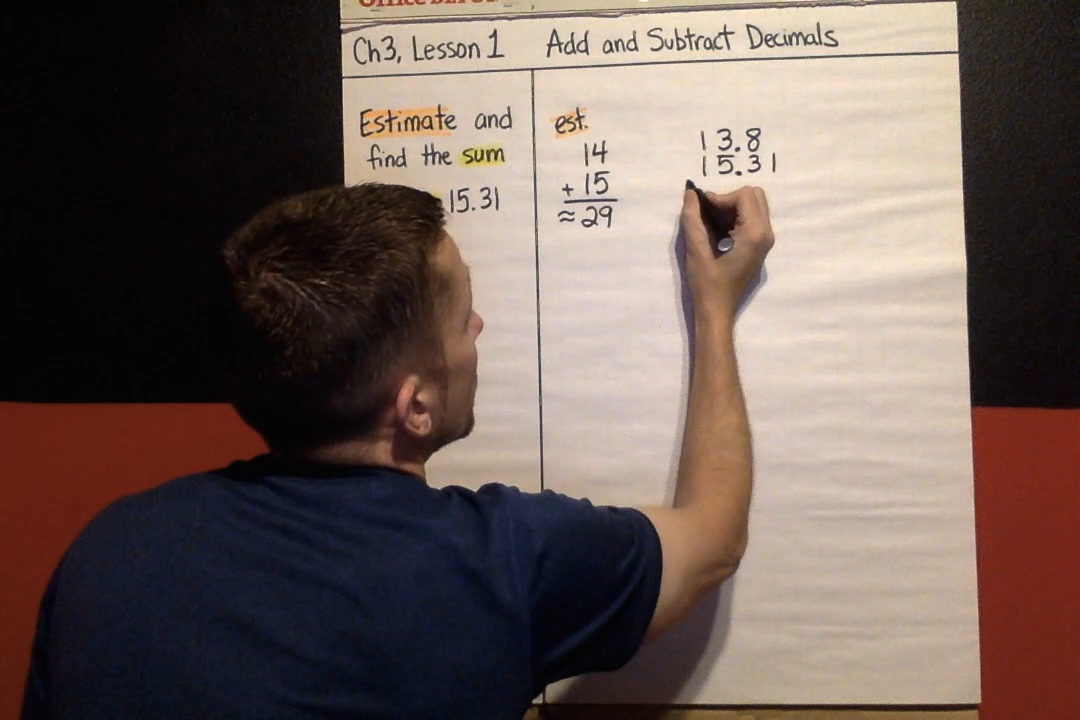 Ch3, Lesson 1 Add and Subtract Decimals
Estimate and
find the sum
15.31
est.
14
+ 15
≈ 29
13.8
15.31